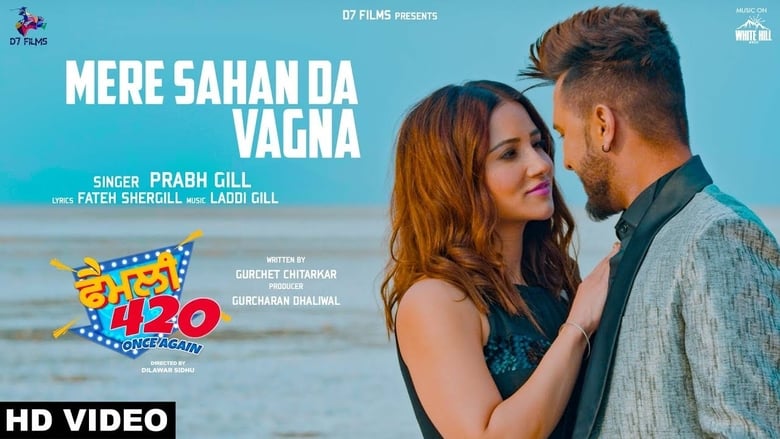 D7 FILMS PRESENTS
D7 FILMS
MUSIC ON
WHITE HILL
MUSIC
MERE SAHAN DA
VAGNA
SINGER PRABH GILL
LYRICS FATEH SHERGILL MUSIC LADDI GILL
ਫੈਮਲੀ
420
ONCE AGAIN
WRITTEN BY
GURCHET CHITARKAR
PRODUCER
GURCHARAN DHALIWAL
DIRECTED BY
DILAWAR SIDHU
HD VIDEO